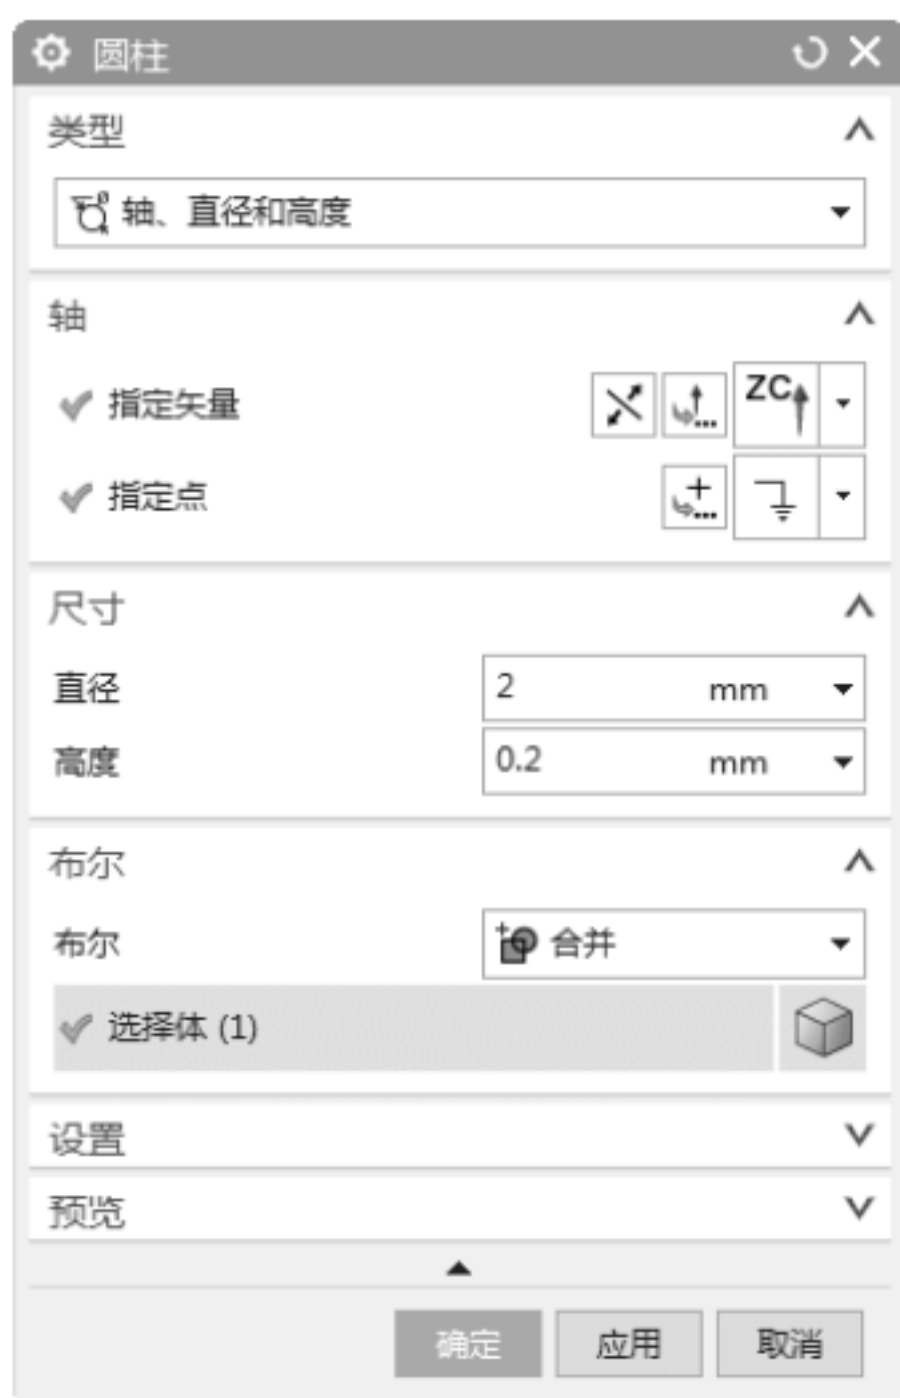 圆柱
类型
轴、直径和高度
轴
指定矢量
ZC
指定点
尺寸
直径 2 mm
高度 0.2 mm
布尔
布尔 合并
选择体 (1)
设置
预览
确定 应用 取消